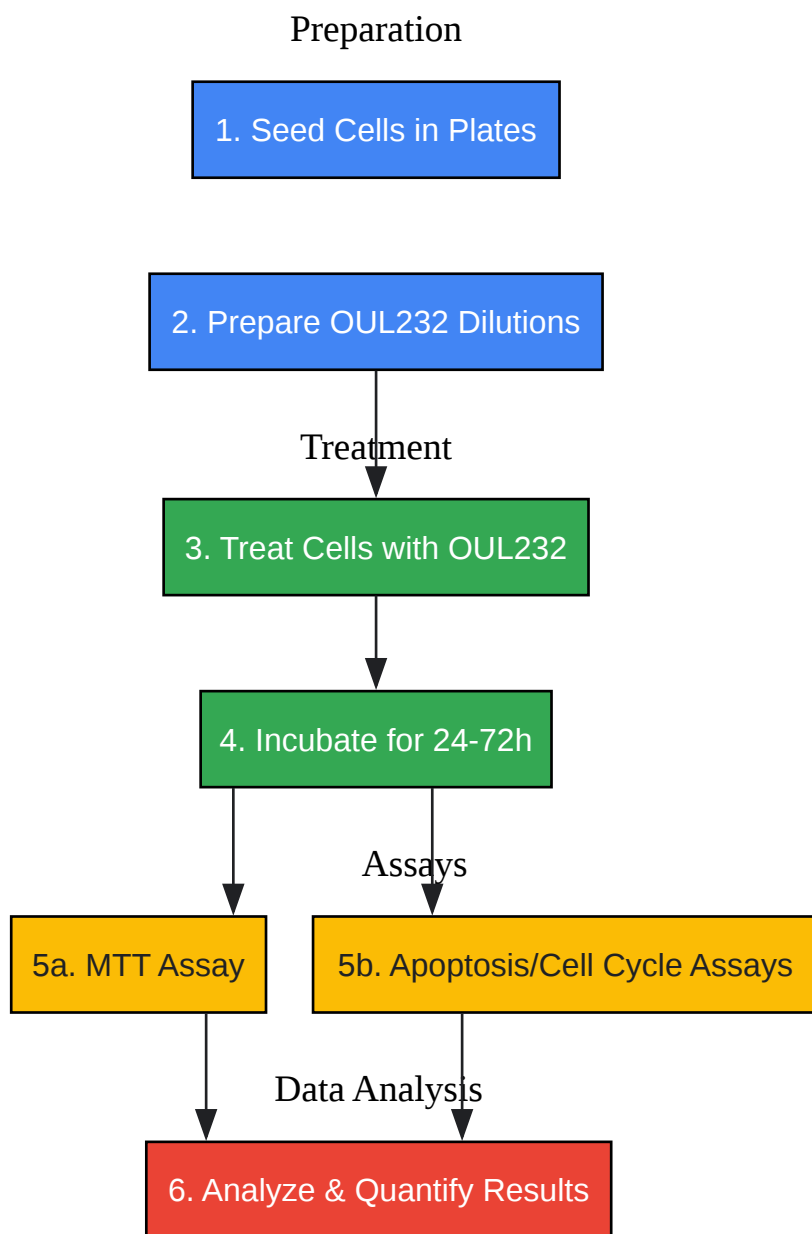 Preparation
1. Seed Cells in Plates
2. Prepare OUL232 Dilutions
Treatment
3. Treat Cells with OUL232
4. Incubate for 24-72h
Assays
5a. MTT Assay
5b. Apoptosis/Cell Cycle Assays
Data Analysis
6. Analyze & Quantify Results